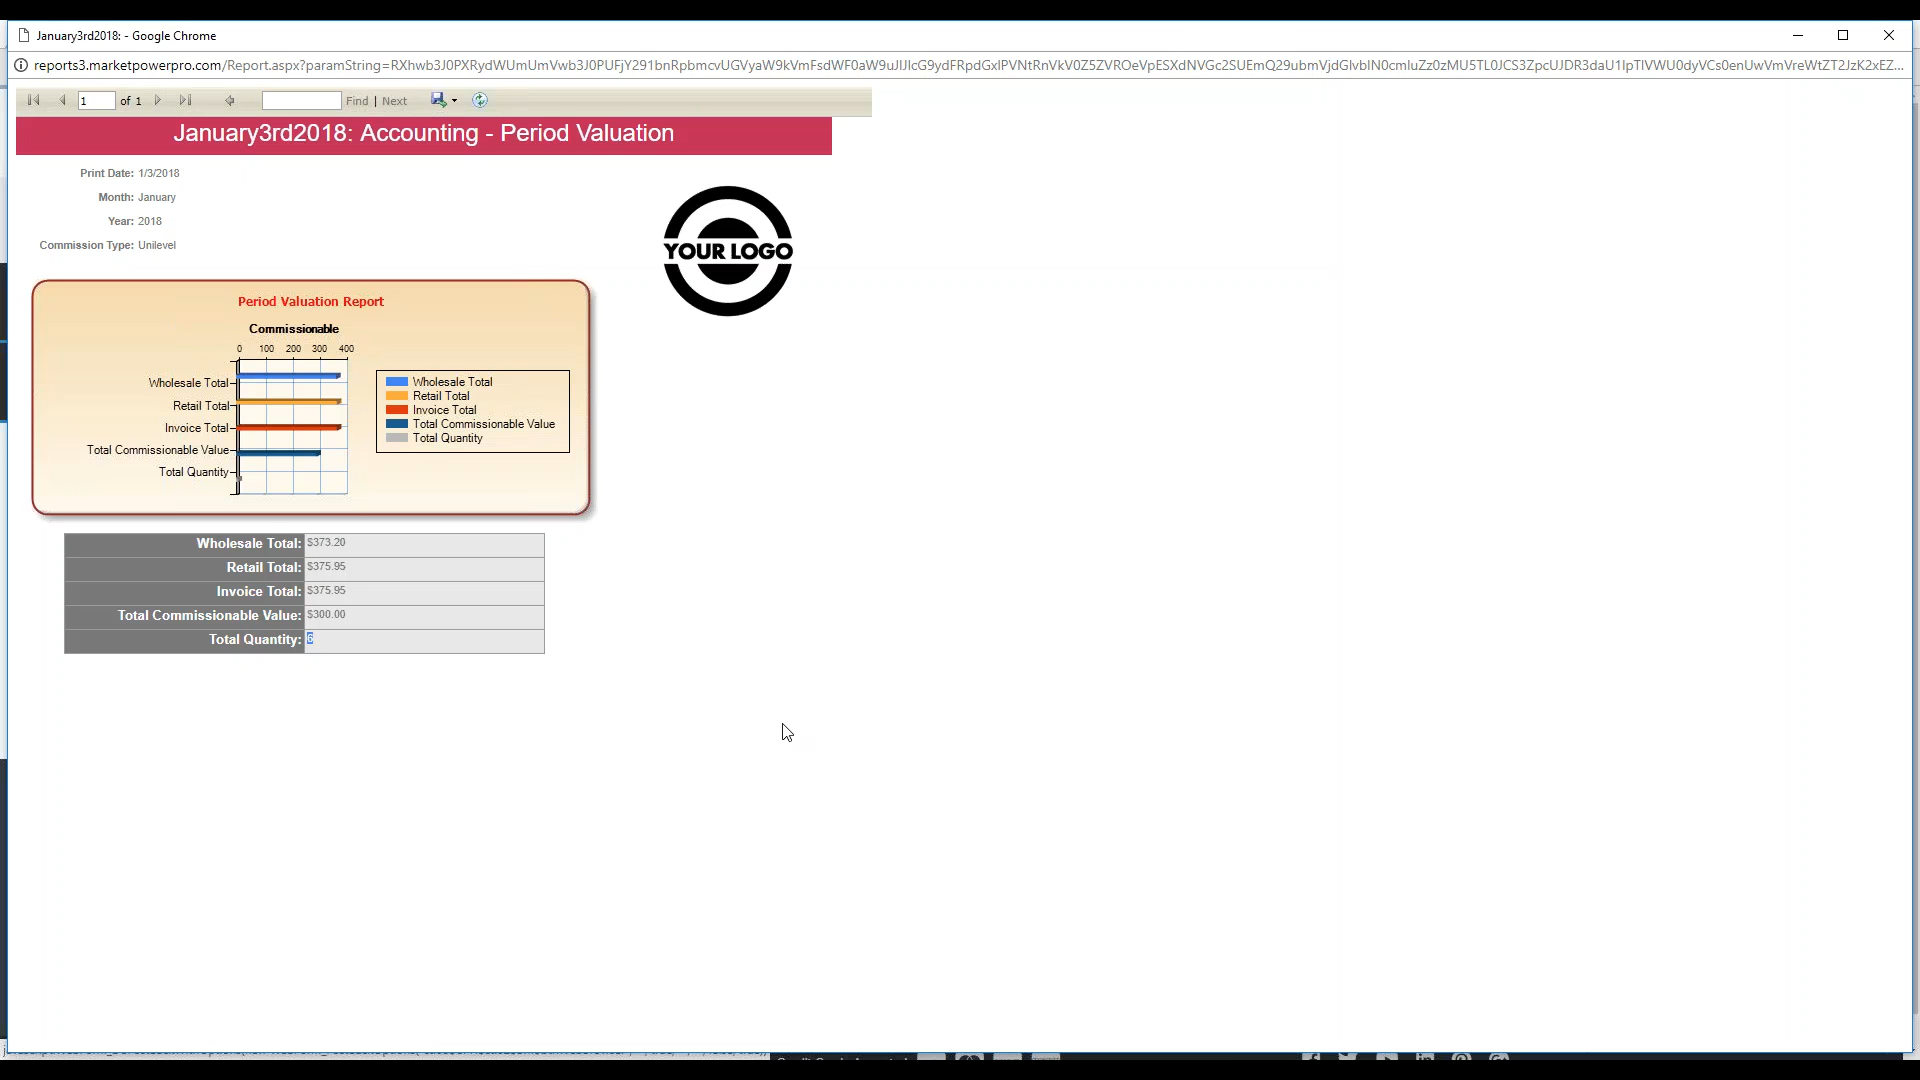 January3rd2018: - Google Chrome
reports3.marketpowerpro.com
1 of 1 Find | Next
January3rd2018: Accounting - Period Valuation
Print Date: 1/3/2018
Month: January
Year: 2018
Commission Type: Unilevel
YOUR LOGO
Period Valuation Report
Commissionable
0 100 200 300 400
Wholesale Total
Retail Total
Invoice Total
Total Commissionable Value
Total Quantity
Wholesale Total
Retail Total
Invoice Total
Total Commissionable Value
Total Quantity
Wholesale Total: $373.20
Retail Total: $375.95
Invoice Total: $375.95
Total Commissionable Value: $300.00
Total Quantity: 6